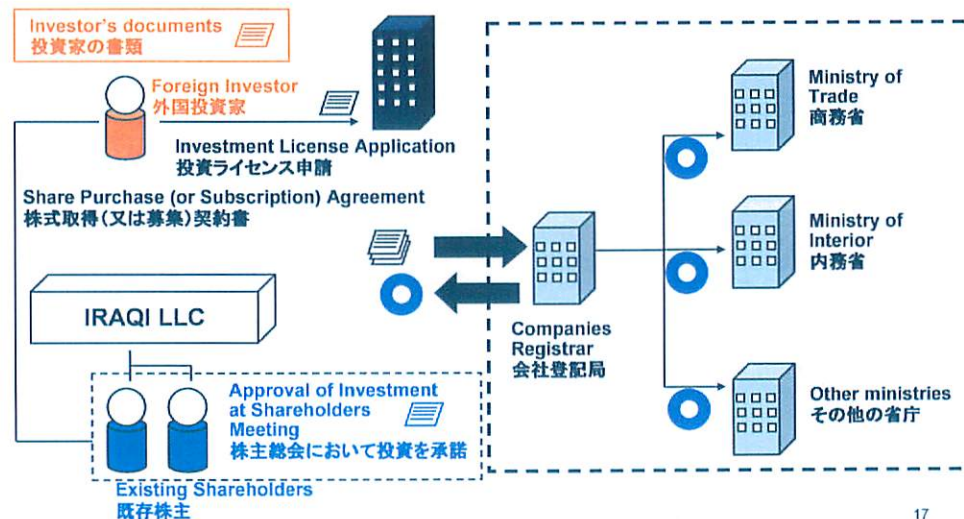 Investor's documents
投資家の書類
Foreign Investor
外国投資家
Investment License Application
投資ライセンス申請
Share Purchase (or Subscription) Agreement
株式取得(又は募集)契約書
IRAQI LLC
Approval of Investment
at Shareholders
Meeting
株主総会において投資を承諾
Existing Shareholders
既存株主
Companies
Registrar
会社登記局
Ministry of
Trade
商務省
Ministry of
Interior
内務省
Other ministries
その他の省庁
17